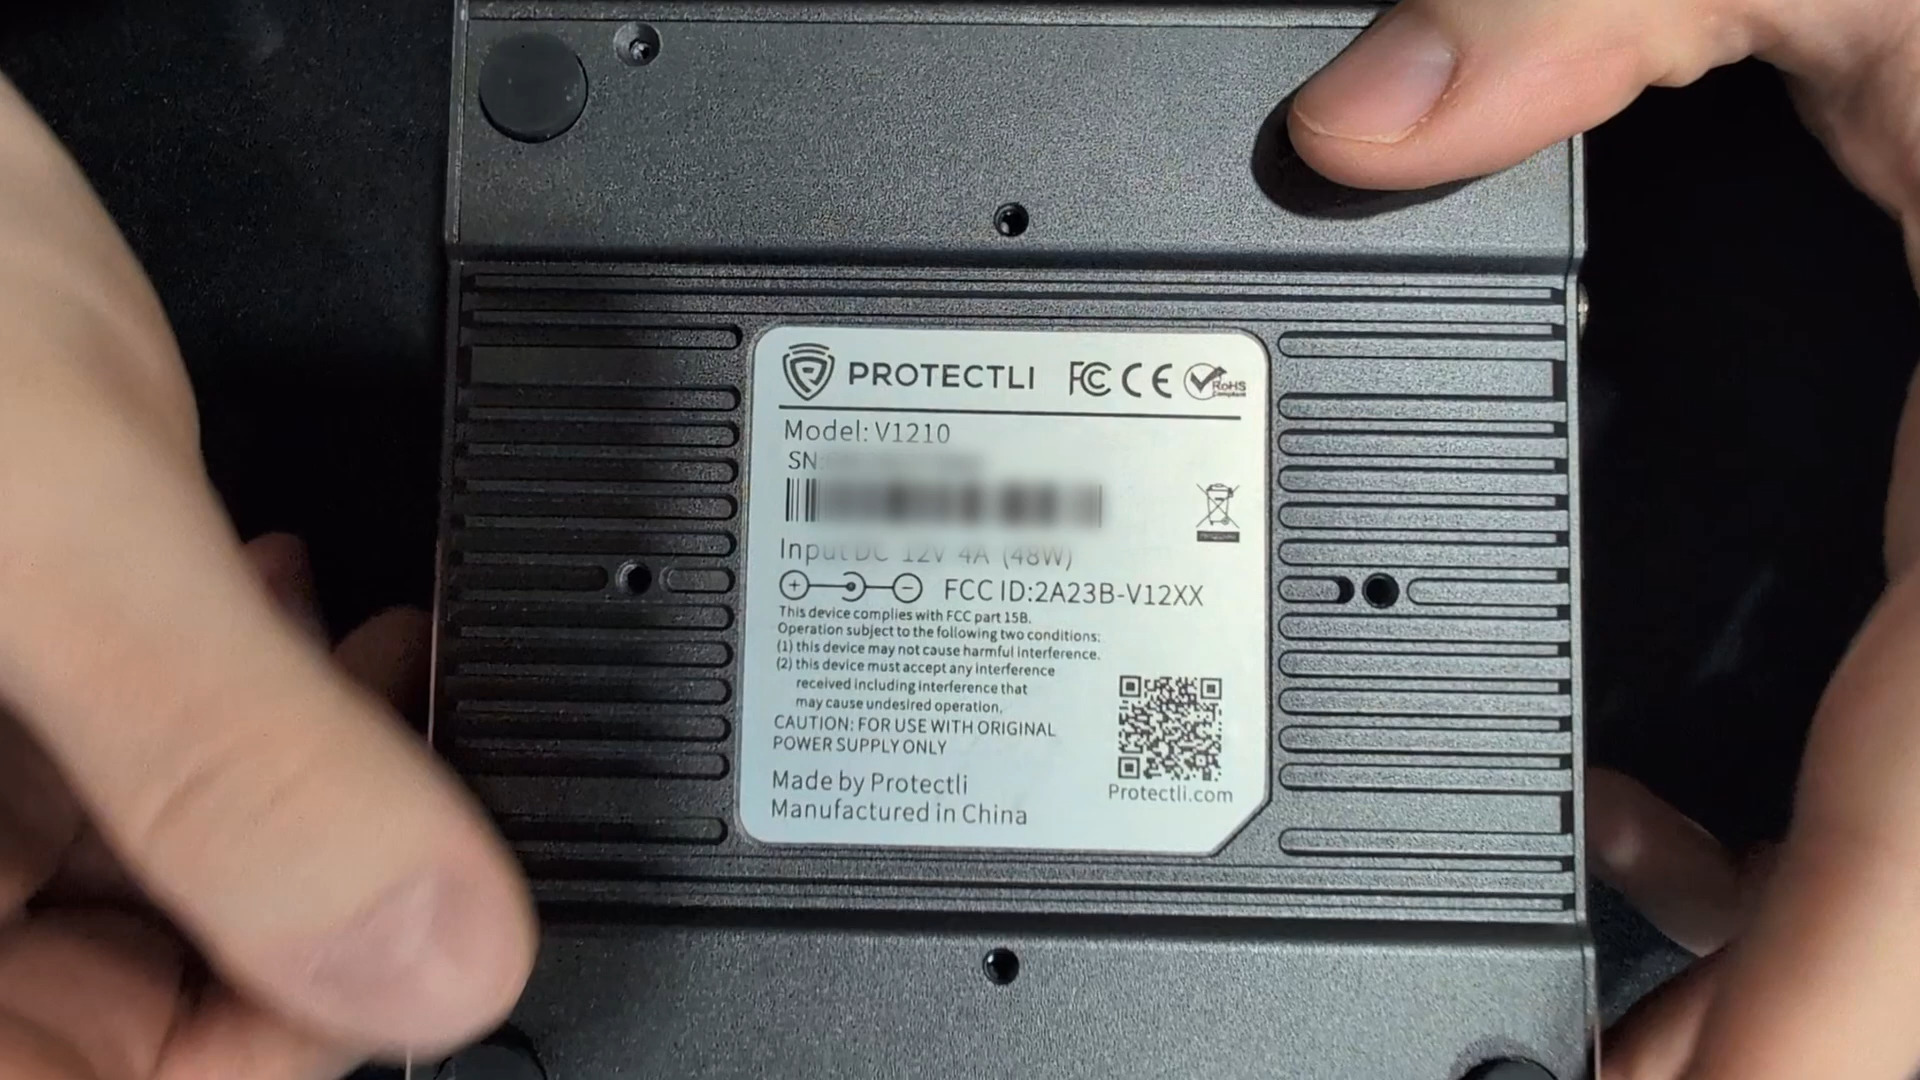 PROTECTLI FC CE RoHS Compliant
Model: V1210
SN:
Input DC 12V 4A (48W)
+ - FCC ID:2A23B-V12XX
This device complies with FCC part 15B.
Operation subject to the following two conditions:
(1) this device may not cause harmful interference.
(2) this device must accept any interference
received including interference that
may cause undesired operation.
CAUTION: FOR USE WITH ORIGINAL
POWER SUPPLY ONLY
Made by Protectli
Manufactured in China
Protectli.com